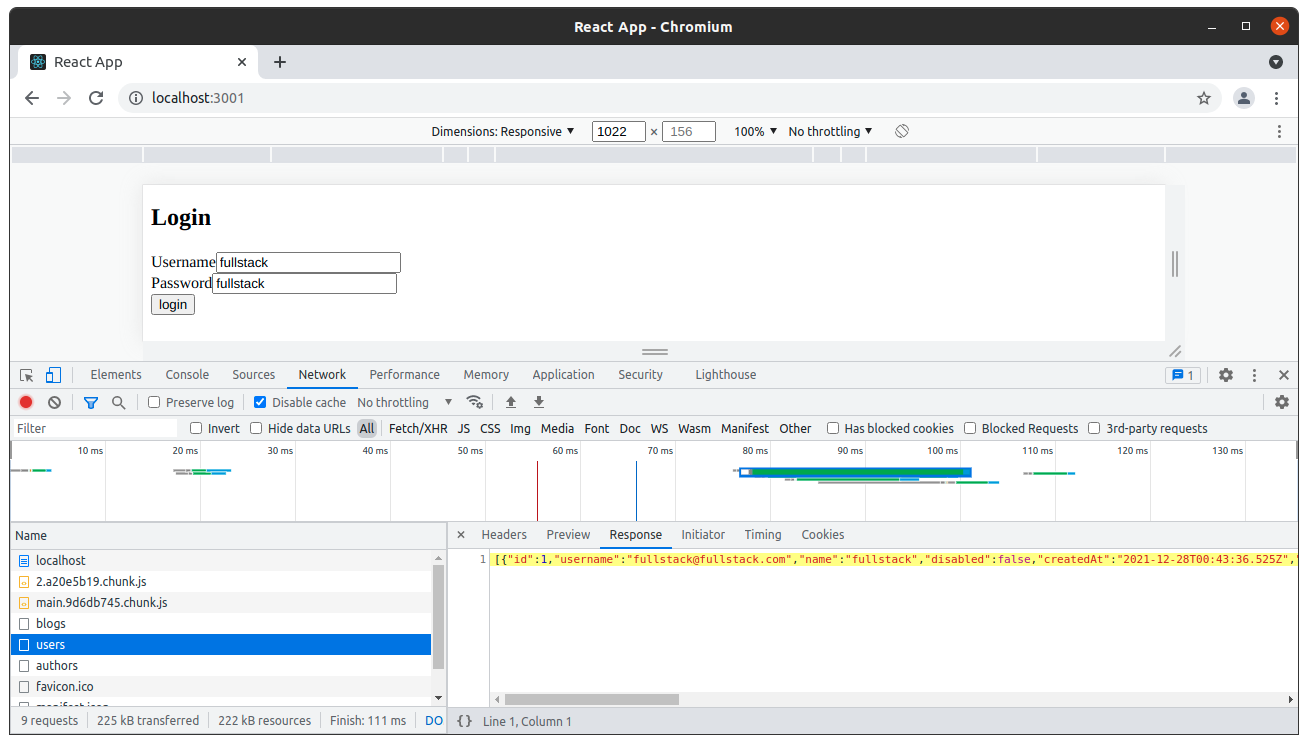 React App - Chromium
React App
localhost:3001
Dimensions: Responsive 1022 × 156 100% No throttling
Login
Username fullstack
Password fullstack
login
Elements Console Sources Network Performance Memory Application Security Lighthouse 1
Preserve log Disable cache No throttling
Filter Invert Hide data URLs All Fetch/XHR JS CSS Img Media Font Doc WS Wasm Manifest Other Has blocked cookies Blocked Requests 3rd-party requests
10 ms 20 ms 30 ms 40 ms 50 ms 60 ms 70 ms 80 ms 90 ms 100 ms 110 ms 120 ms 130 ms
Name
Headers Preview Response Initiator Timing Cookies
1 [{"id":1,"username":"fullstack@fullstack.com","name":"fullstack","disabled":false,"createdAt":"2021-12-28T00:43:36.525Z","
localhost
2.a20e5b19.chunk.js
main.9d6db745.chunk.js
blogs
users
authors
favicon.ico
9 requests 225 kB transferred 222 kB resources Finish: 111 ms DO
{} Line 1, Column 1